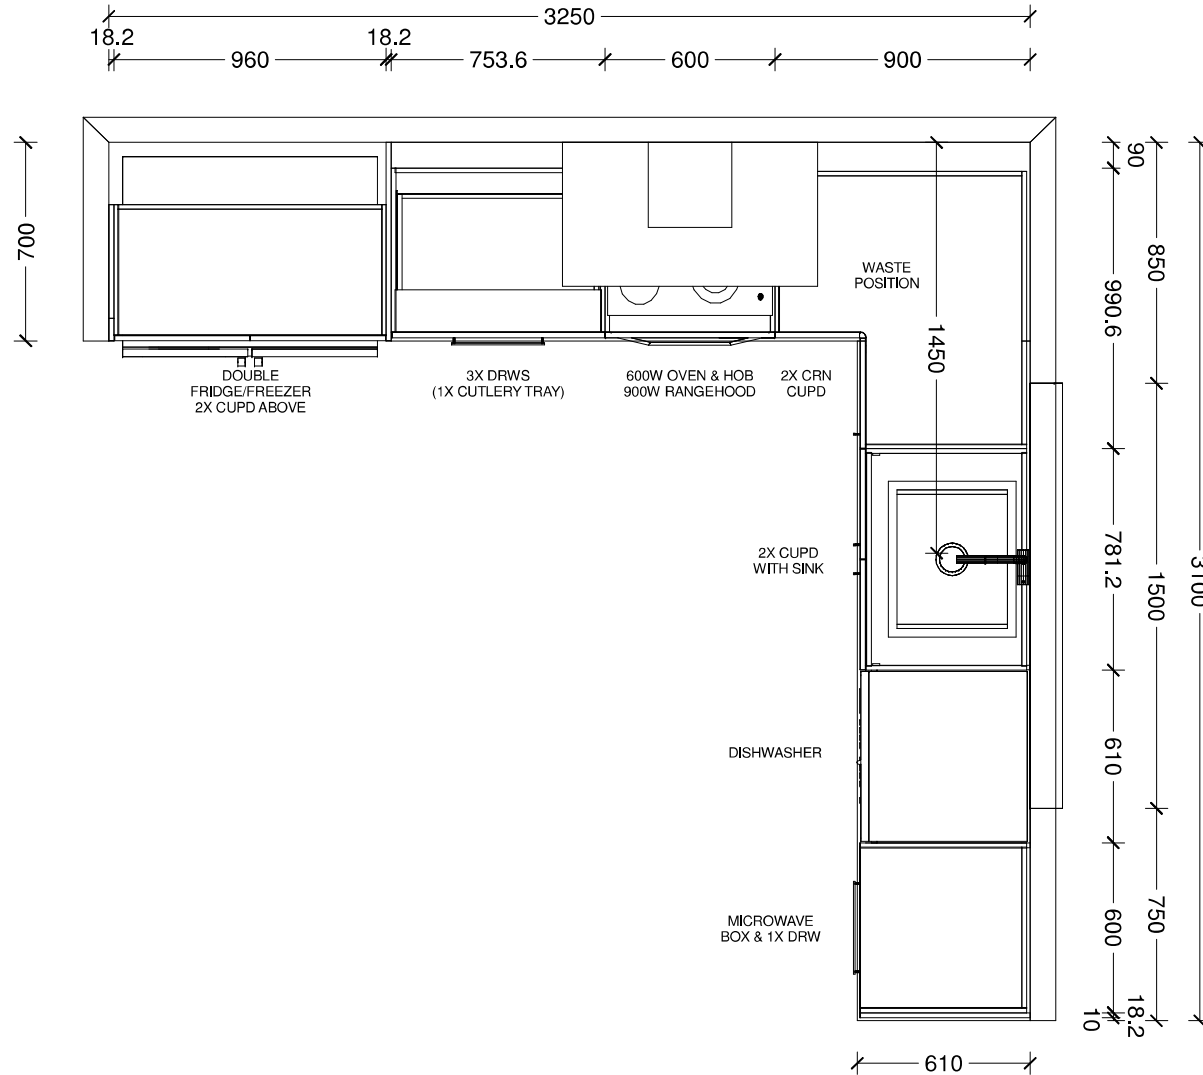 3250
18.2
18.2
960
753.6
600
900
90
700
850
990.6
1450
WASTE
POSITION
DOUBLE
FRIDGE/FREEZER
2X CUPD ABOVE
3X DRWS
(1X CUTLERY TRAY)
600W OVEN & HOB
900W RANGEHOOD
2X CRN
CUPD
2X CUPD
WITH SINK
781.2
1500
3100
DISHWASHER
610
MICROWAVE
BOX & 1X DRW
600
750
18.2
10
610